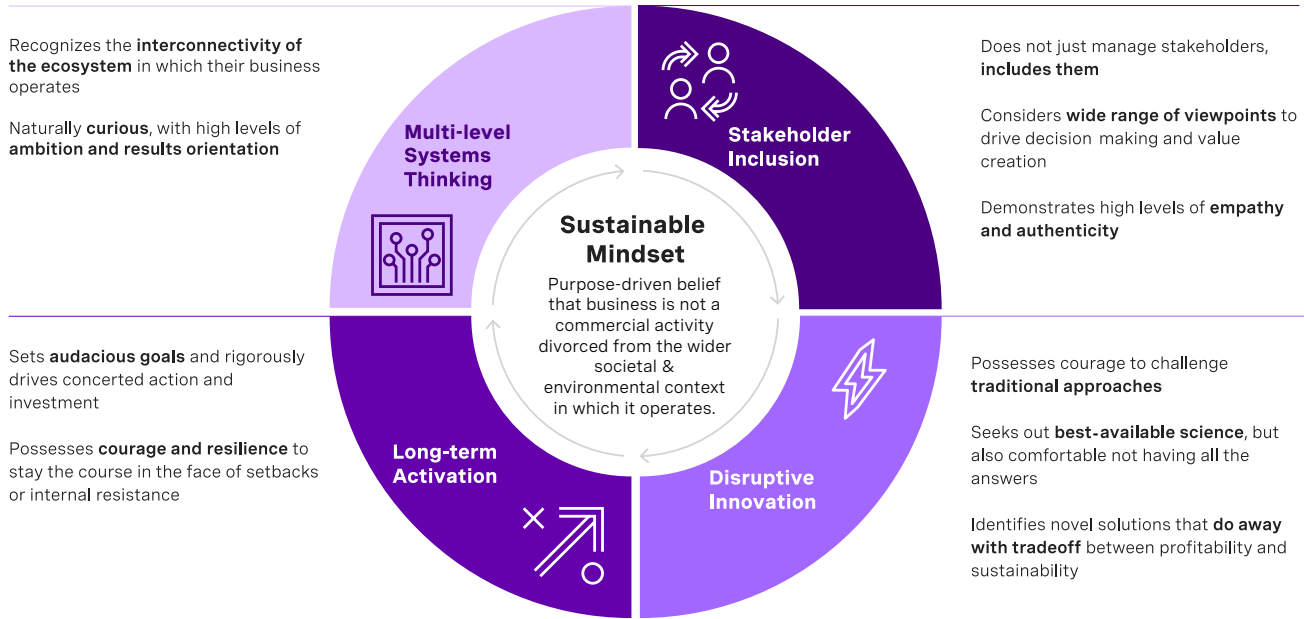 Recognizes the interconnectivity of
the ecosystem in which their business
operates
Naturally curious, with high levels of
ambition and results orientation
Multi-level
Systems
Thinking
Stakeholder
Inclusion
Does not just manage stakeholders,
includes them
Considers wide range of viewpoints to
drive decision making and value
creation
Demonstrates high levels of empathy
and authenticity
Sustainable
Mindset
Purpose-driven belief
that business is not a
commercial activity
divorced from the wider
societal &
environmental context
in which it operates.
Sets audacious goals and rigorously
drives concerted action and
investment
Possesses courage and resilience to
stay the course in the face of setbacks
or internal resistance
Long-term
Activation
Disruptive
Innovation
Possesses courage to challenge
traditional approaches
Seeks out best-available science, but
also comfortable not having all the
answers
Identifies novel solutions that do away
with tradeoff between profitability and
sustainability